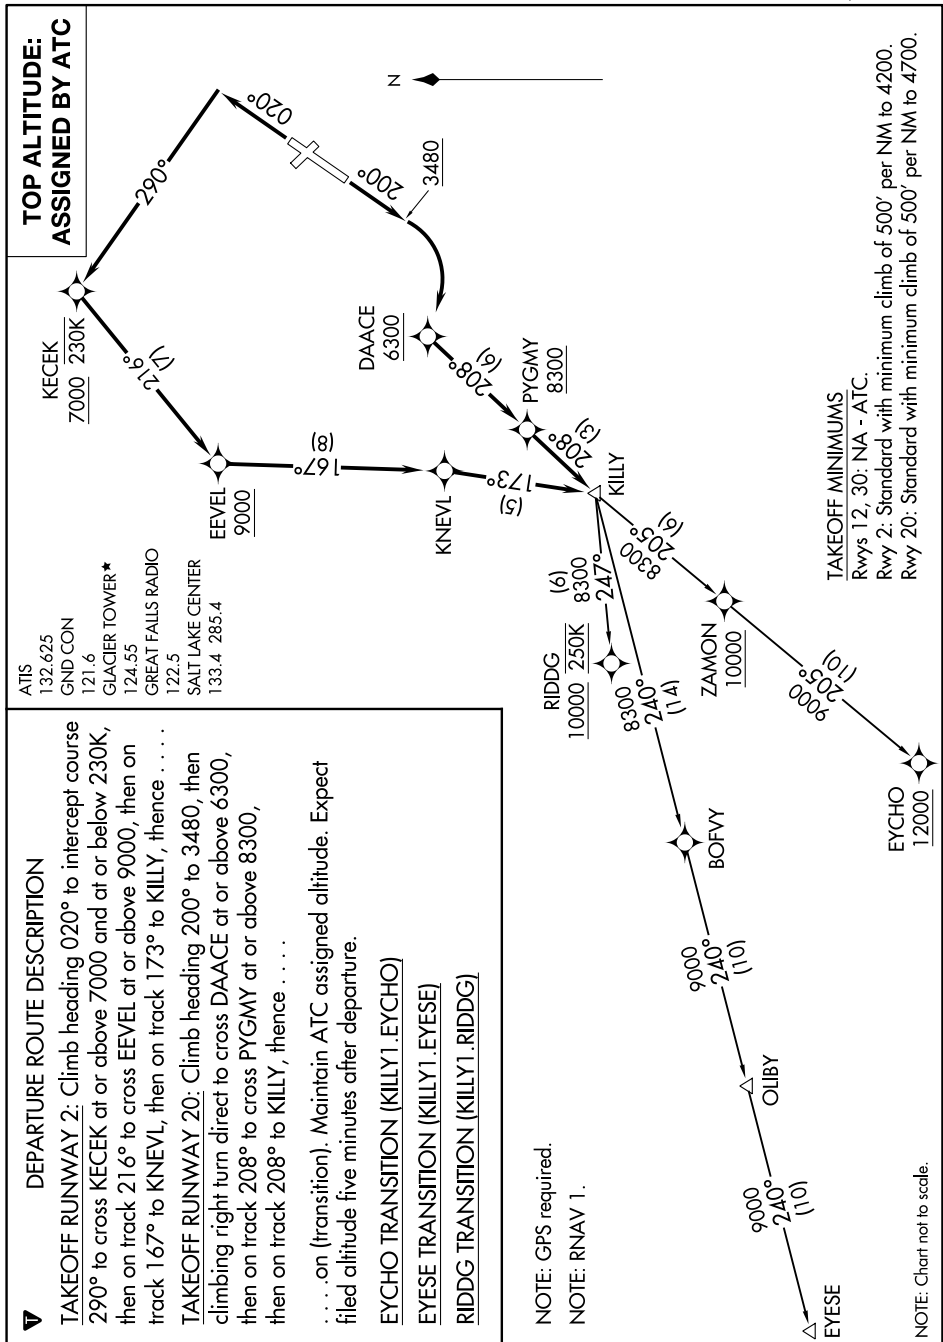 TOP ALTITUDE:
ASSIGNED BY ATC
DEPARTURE ROUTE DESCRIPTION
TAKEOFF RUNWAY 2: Climb heading 020° to intercept course
290° to cross KECEK at or above 7000 and at or below 230K,
then on track 216° to cross EEVEL at or above 9000, then on
track 167° to KNEVL, then on track 173° to KILLY, thence . . . .
TAKEOFF RUNWAY 20: Climb heading 200° to 3480, then
climbing right turn direct to cross DAACE at or above 6300,
then on track 208° to cross PYGMY at or above 8300,
then on track 208° to KILLY, thence . . . .
. . . .on (transition). Maintain ATC assigned altitude. Expect
filed altitude five minutes after departure.
EYCHO TRANSITION (KILLY1.EYCHO)
EYESE TRANSITION (KILLY1.EYESE)
RIDDG TRANSITION (KILLY1.RIDDG)
NOTE: GPS required.
NOTE: RNAV 1.
NOTE: Chart not to scale.
ATIS
132.625
GND CON
121.6
GLACIER TOWER★
124.55
GREAT FALLS RADIO
122.5
SALT LAKE CENTER
133.4 285.4
N
020°
200°
3480
290°
KECEK
7000 230K
216°
(7)
EEVEL
9000
167°
(8)
KNEVL
173°
(5)
DAACE
6300
208°
(6)
PYGMY
8300
208°
(3)
KILLY
RIDDG
10000 250K
(6)
8300
247°
8300
240°
(14)
BOFVY
9000
240°
(10)
OLIBY
9000
240°
(10)
EYESE
8300
205°
(6)
ZAMON
10000
9000
205°
(10)
EYCHO
12000
TAKEOFF MINIMUMS
Rwys 12, 30: NA - ATC.
Rwy 2: Standard with minimum climb of 500' per NM to 4200.
Rwy 20: Standard with minimum climb of 500' per NM to 4700.
T